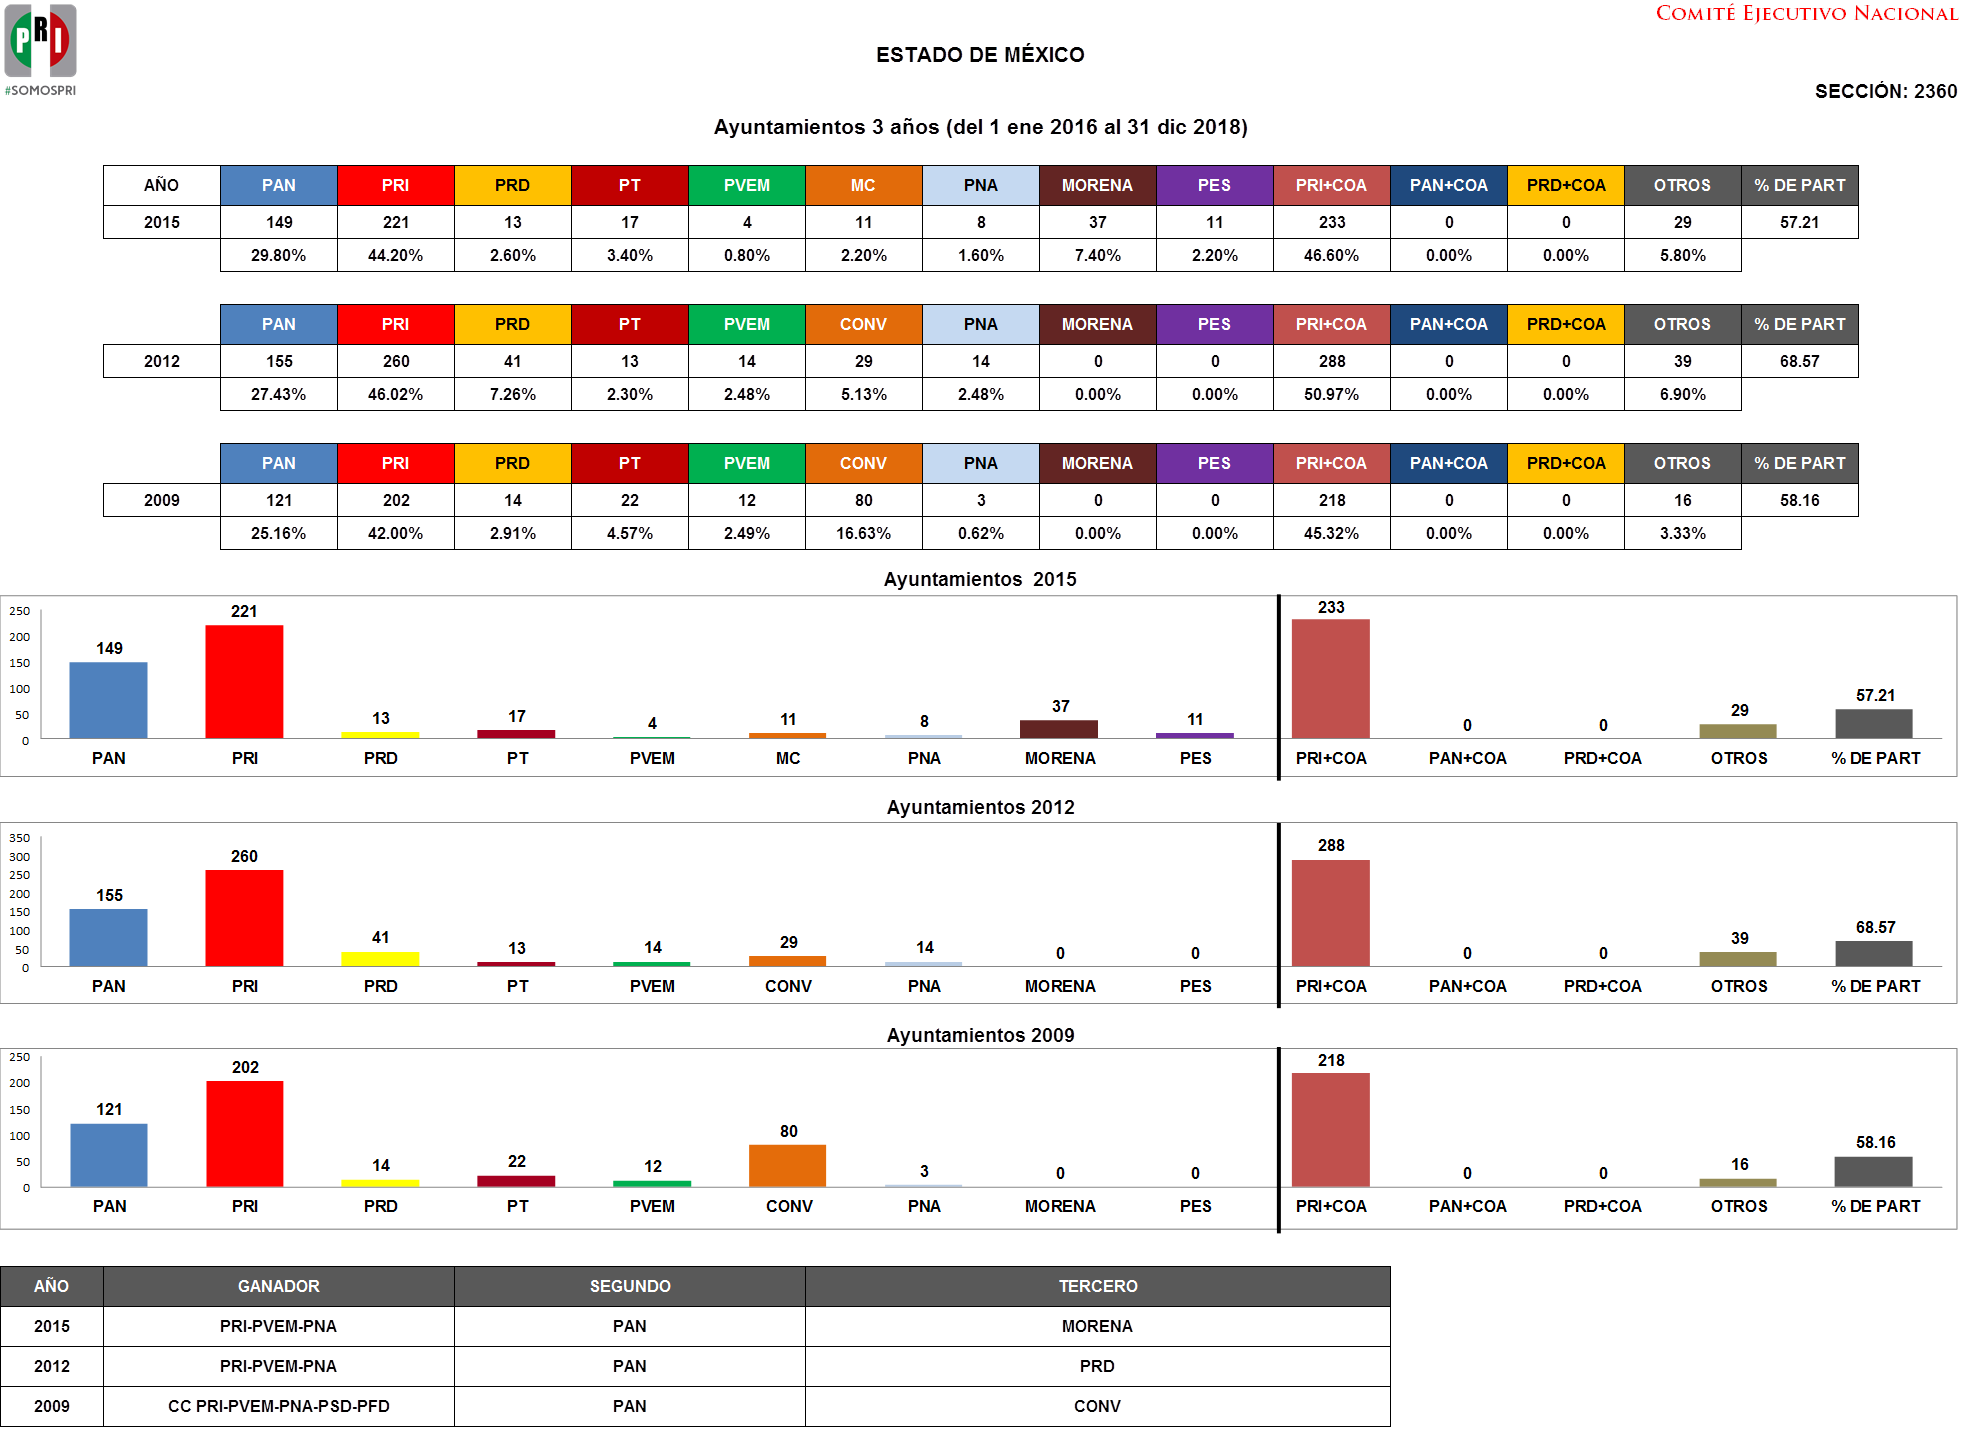 COMITÉ EJECUTIVO NACIONAL
PRI
#SOMOSPRI
ESTADO DE MÉXICO
SECCIÓN: 2360
Ayuntamientos 3 años (del 1 ene 2016 al 31 dic 2018)
AÑO PAN PRI PRD PT PVEM MC PNA MORENA PES PRI+COA PAN+COA PRD+COA OTROS % DE PART
2015 149 221 13 17 4 11 8 37 11 233 0 0 29 57.21
29.80% 44.20% 2.60% 3.40% 0.80% 2.20% 1.60% 7.40% 2.20% 46.60% 0.00% 0.00% 5.80%
PAN PRI PRD PT PVEM CONV PNA MORENA PES PRI+COA PAN+COA PRD+COA OTROS % DE PART
2012 155 260 41 13 14 29 14 0 0 288 0 0 39 68.57
27.43% 46.02% 7.26% 2.30% 2.48% 5.13% 2.48% 0.00% 0.00% 50.97% 0.00% 0.00% 6.90%
PAN PRI PRD PT PVEM CONV PNA MORENA PES PRI+COA PAN+COA PRD+COA OTROS % DE PART
2009 121 202 14 22 12 80 3 0 0 218 0 0 16 58.16
25.16% 42.00% 2.91% 4.57% 2.49% 16.63% 0.62% 0.00% 0.00% 45.32% 0.00% 0.00% 3.33%
Ayuntamientos 2015
250
200
150
100
50
0
149 221 13 17 4 11 8 37 11 233 0 0 29 57.21
PAN PRI PRD PT PVEM MC PNA MORENA PES PRI+COA PAN+COA PRD+COA OTROS % DE PART
Ayuntamientos 2012
350
300
250
200
150
100
50
0
155 260 41 13 14 29 14 0 0 288 0 0 39 68.57
PAN PRI PRD PT PVEM CONV PNA MORENA PES PRI+COA PAN+COA PRD+COA OTROS % DE PART
Ayuntamientos 2009
250
200
150
100
50
0
121 202 14 22 12 80 3 0 0 218 0 0 16 58.16
PAN PRI PRD PT PVEM CONV PNA MORENA PES PRI+COA PAN+COA PRD+COA OTROS % DE PART
AÑO GANADOR SEGUNDO TERCERO
2015 PRI-PVEM-PNA PAN MORENA
2012 PRI-PVEM-PNA PAN PRD
2009 CC PRI-PVEM-PNA-PSD-PFD PAN CONV